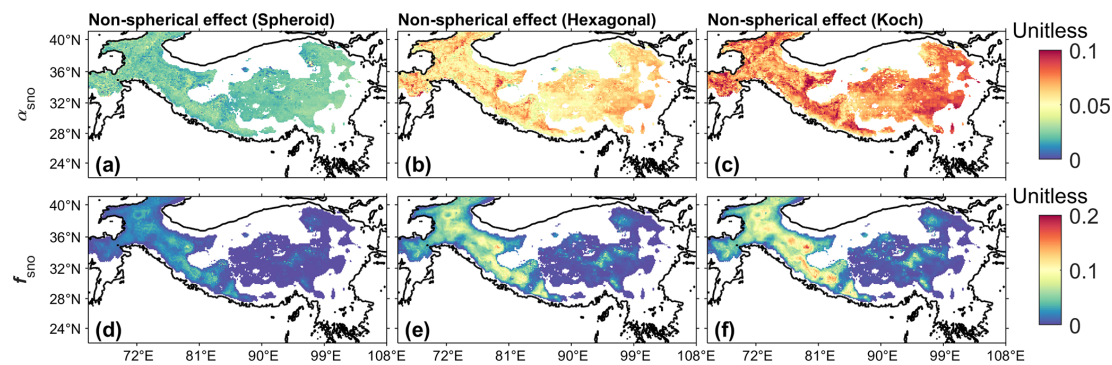 Non-spherical effect (Spheroid) Non-spherical effect (Hexagonal) Non-spherical effect (Koch) Unitless
40°N
36°N
32°N
28°N
24°N
α sno
(a) (b) (c)
0.1
0.05
0
Unitless
40°N
36°N
32°N
28°N
24°N
f sno
(d) (e) (f)
0.2
0.1
0
72°E 81°E 90°E 99°E 108°E 72°E 81°E 90°E 99°E 108°E 72°E 81°E 90°E 99°E 108°E